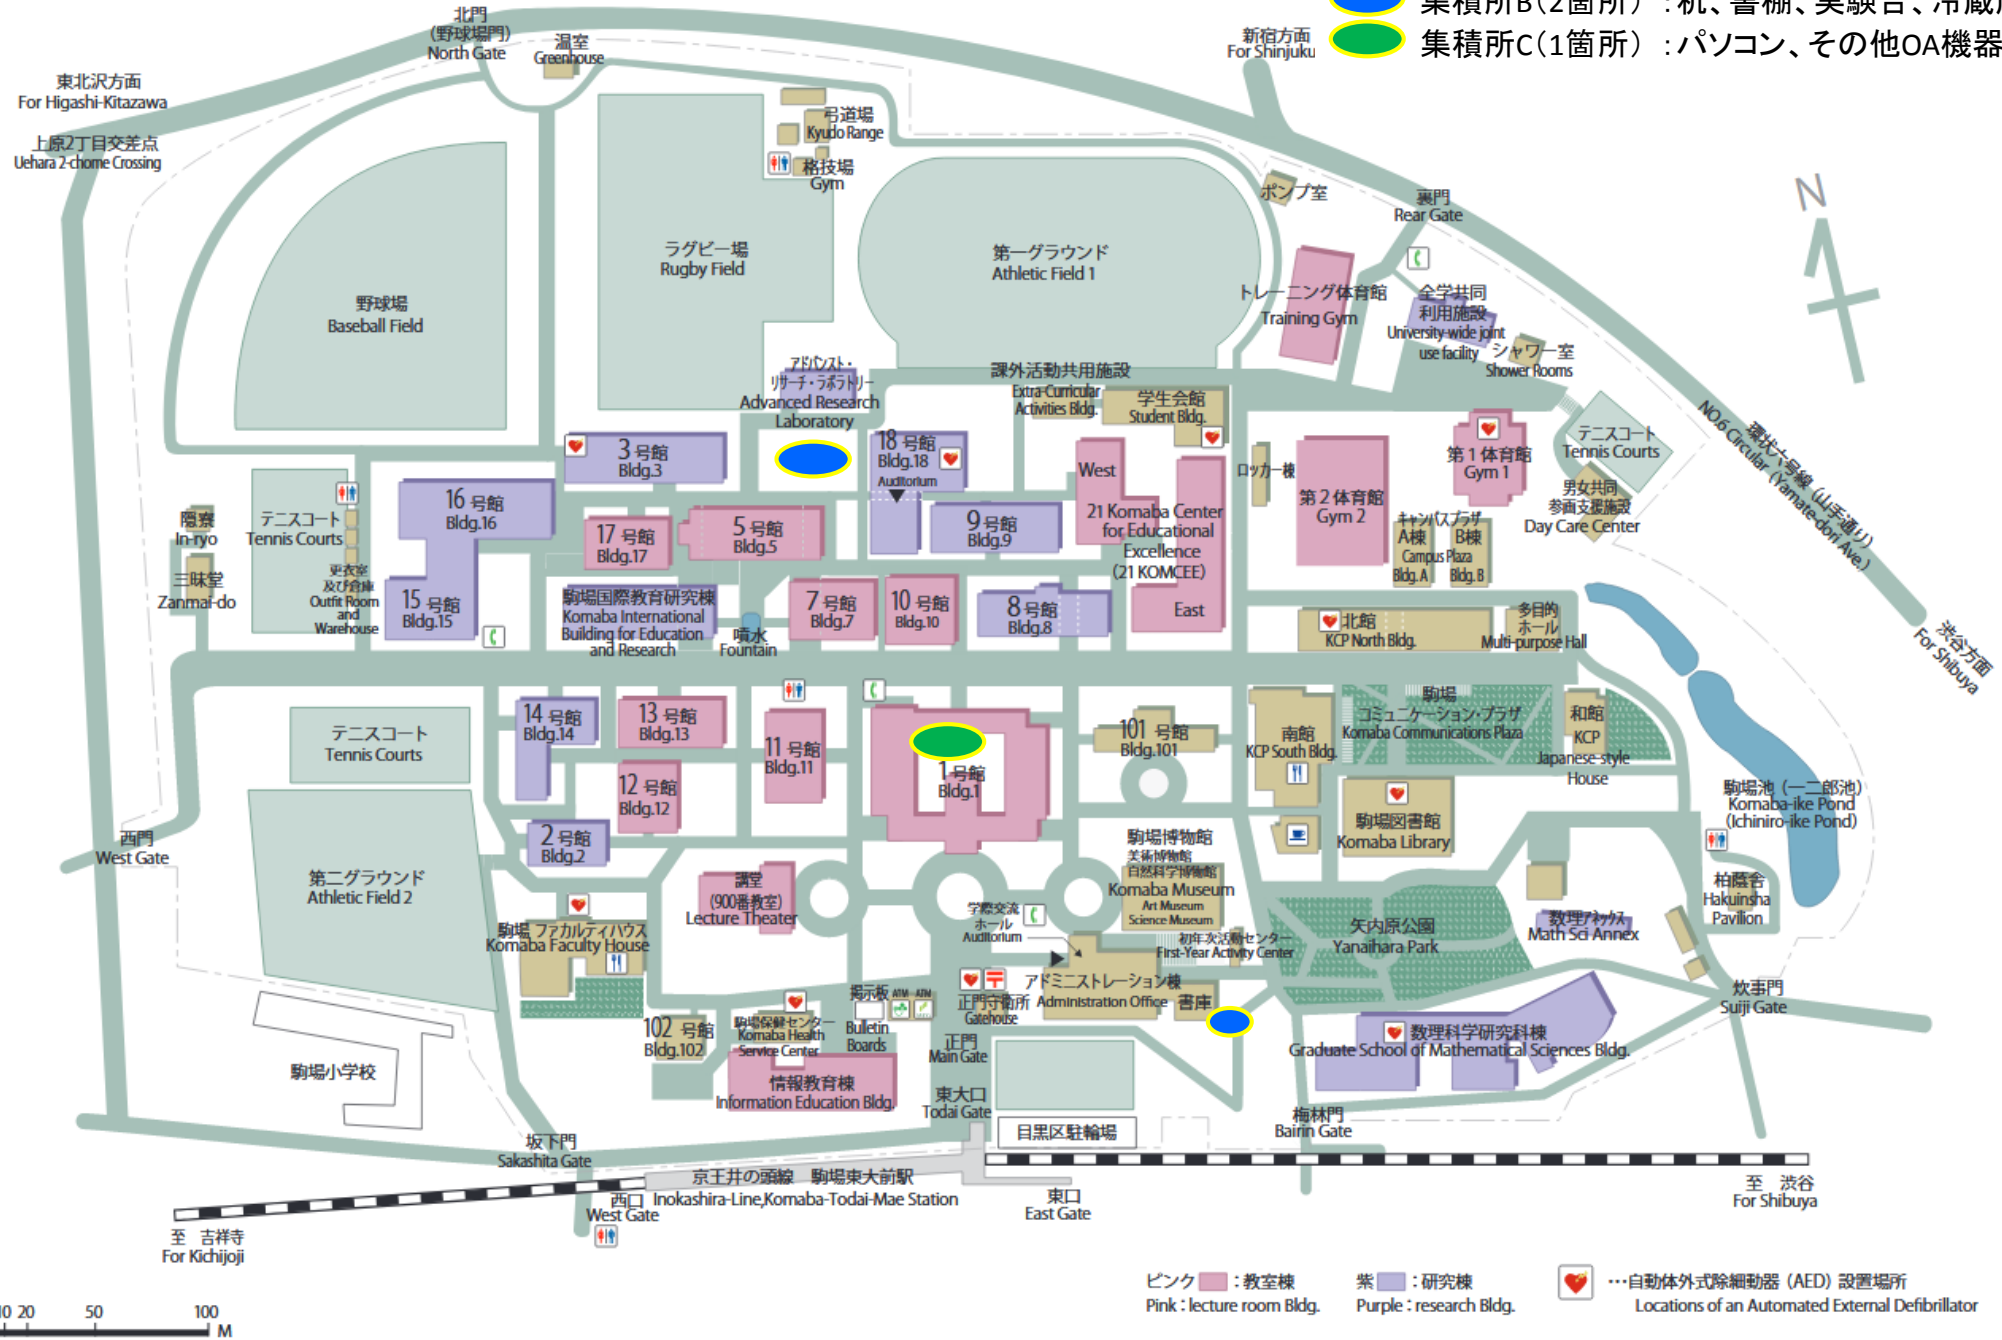 集積所B（2箇所）：机、書棚、実験台、冷蔵
集積所C（1箇所）：パソコン、その他OA機器
北門
（野球場門）
North Gate
温室
Greenhouse
新宿方面
For Shinjuku
東北沢方面
For Higashi-Kitazawa
上原2丁目交差点
Uehara 2-chome Crossing
弓道場
Kyudo Range
格技場
Gym
ポンプ室
裏門
Rear Gate
N
ラグビー場
Rugby Field
第一グラウンド
Athletic Field 1
野球場
Baseball Field
トレーニング体育館
Training Gym
全学共同
利用施設
University-wide joint
use facility
シャワー室
Shower Rooms
アドバンスト・
リサーチ・ラボラトリー
Advanced Research
Laboratory
課外活動共用施設
Extra-Curricular
Activities Bldg.
学生会館
Student Bldg.
NO.6 Circular (Yamate-dori Ave.)
環状六号線（山手通り）
テニスコート
Tennis Courts
3 号館
Bldg.3
18 号館
Bldg.18
Auditorium
West
ロッカー棟
第2体育館
Gym 2
第1体育館
Gym 1
男女共同
参画支援施設
Day Care Center
16 号館
Bldg.16
隠寮
In-ryo
テニスコート
Tennis Courts
17 号館
Bldg.17
5 号館
Bldg.5
9 号館
Bldg.9
21 Komaba Center
for Educational
Excellence
(21 KOMCEE)
East
キャンパスプラザ
A棟
B棟
Campus Plaza
Bldg. A
Bldg. B
三昧堂
Zanmai-do
更衣室
及び倉庫
Outfit Room
and
Warehouse
15 号館
Bldg.15
駒場国際教育研究棟
Komaba International
Building for Education
and Research
噴水
Fountain
7 号館
Bldg.7
10 号館
Bldg.10
8 号館
Bldg.8
北館
KCP North Bldg.
多目的
ホール
Multi-purpose Hall
渋谷方面
For Shibuya
テニスコート
Tennis Courts
14 号館
Bldg.14
13 号館
Bldg.13
11 号館
Bldg.11
1 号館
Bldg.1
101 号館
Bldg.101
南館
KCP South Bldg.
駒場
コミュニケーション・プラザ
Komaba Communications Plaza
和館
KCP
Japanese-style
House
12 号館
Bldg.12
2 号館
Bldg.2
西門
West Gate
駒場図書館
Komaba Library
駒場池（一二郎池）
Komaba-ike Pond
(Ichiniro-ike Pond)
第二グラウンド
Athletic Field 2
講堂
(900番教室)
Lecture Theater
駒場博物館
美術博物館
自然科学博物館
Komaba Museum
Art Museum
Science Museum
柏蔭舎
Hakuinsha
Pavilion
駒場ファカルティハウス
Komaba Faculty House
学際交流
ホール
Auditorium
初年次活動センター
First-Year Activity Center
矢内原公園
Yanaihara Park
数理アネックス
Math Sci Annex
アドミニストレーション棟
Administration Office
書庫
掲示板
ATM
ATM
Bulletin
Boards
正門守衛所
Gatehouse
正門
Main Gate
炊事門
Suiji Gate
102 号館
Bldg.102
駒場保健センター
Komaba Health
Service Center
数理科学研究科棟
Graduate School of Mathematical Sciences Bldg.
駒場小学校
情報教育棟
Information Education Bldg.
東大口
Todai Gate
目黒区駐輪場
梅林門
Bairin Gate
坂下門
Sakashita Gate
京王井の頭線　駒場東大前駅
Inokashira-Line,Komaba-Todai-Mae Station
西口
West Gate
東口
East Gate
至　渋谷
For Shibuya
至　吉祥寺
For Kichijoji
ピンク：教室棟
Pink : lecture room Bldg.
紫：研究棟
Purple : research Bldg.
…自動体外式除細動器（AED）設置場所
Locations of an Automated External Defibrillator
20 50 100
M